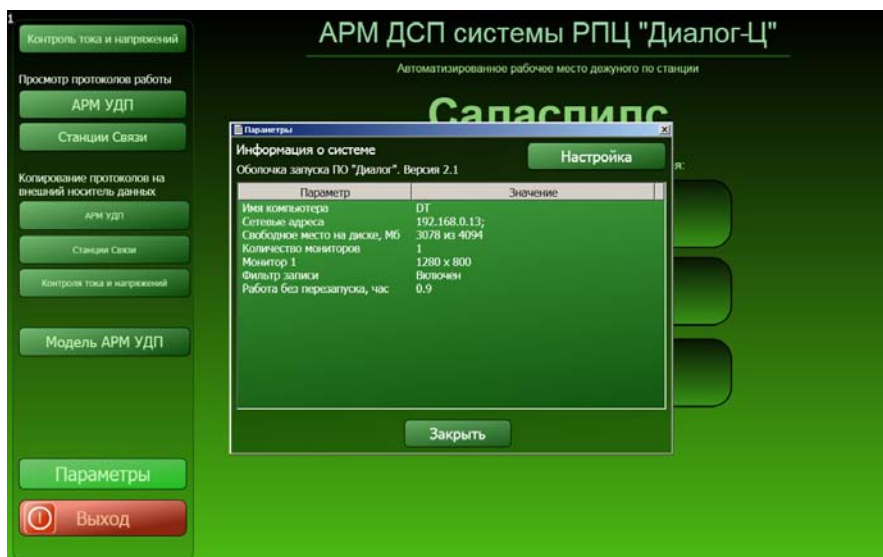 1
Контроль тока и напряжений
Просмотр протоколов работы
АРМ УДП
Станции Связи
Копирование протоколов на
внешний носитель данных
АРМ УДП
Станции Связи
Контроля тока и напряжений
Модель АРМ УДП
Параметры
Выход
АРМ ДСП системы РПЦ "Диалог-Ц"
Автоматизированное рабочее место дежуного по станции
Саласпилс
я:
Параметры
Информация о системе
Оболочка запуска ПО "Диалог". Версия 2.1
Настройка
Параметр Значение
Имя компьютера DT
Сетевые адреса 192.168.0.13;
Свободное место на диске, Мб 3078 из 4094
Количество мониторов 1
Монитор 1 1280 x 800
Фильтр записи Включен
Работа без перезапуска, час 0.9
Закрыть